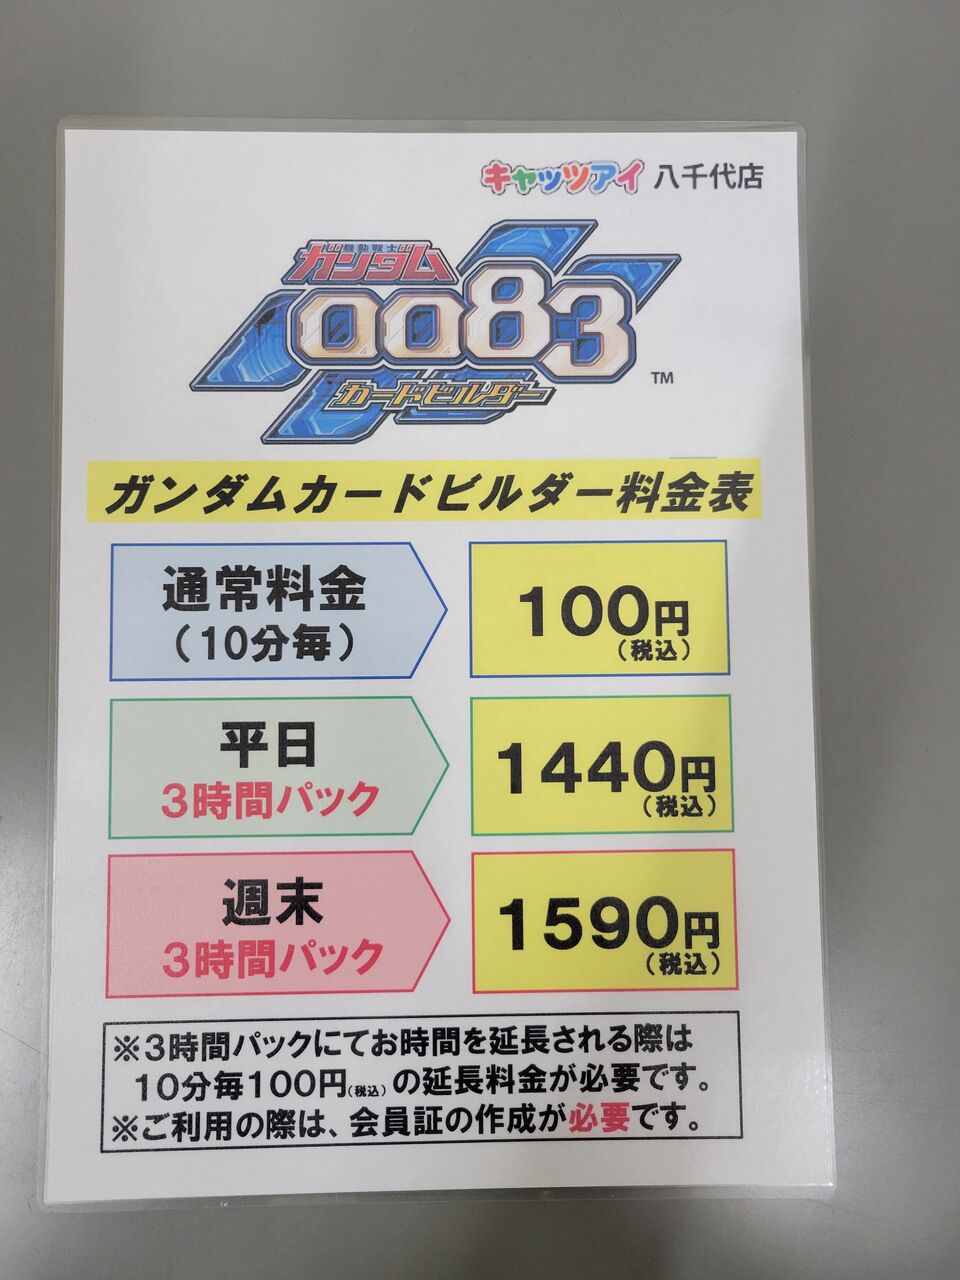 キャッツアイ 八千代店
機動戦士
ガンダム
0083
カードビルダー
TM
ガンダムカードビルダー料金表
通常料金
（10分毎）
100円
（税込）
平日
3時間パック
1440円
（税込）
週末
3時間パック
1590円
（税込）
※3時間パックにてお時間を延長される際は
10分毎100円（税込）の延長料金が必要です。
※ご利用の際は、会員証の作成が必要です。